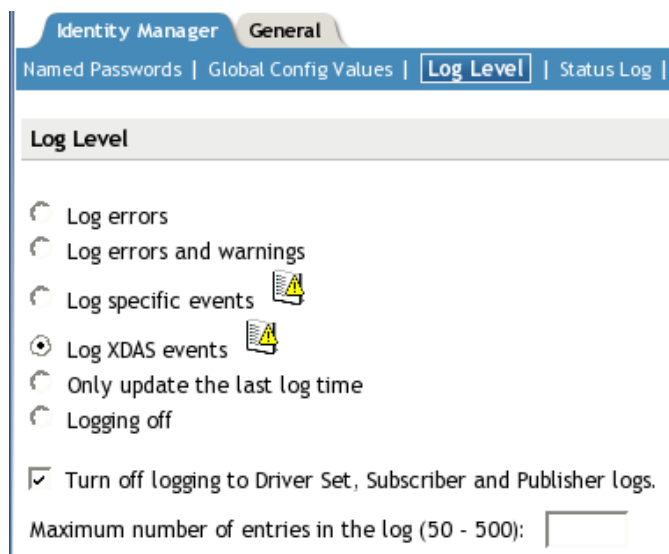 Identity Manager General
Named Passwords | Global Config Values | Log Level | Status Log |
Log Level
Log errors
Log errors and warnings
Log specific events
Log XDAS events
Only update the last log time
Logging off
Turn off logging to Driver Set, Subscriber and Publisher logs.
Maximum number of entries in the log (50 - 500):